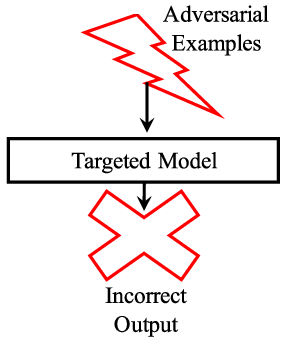 Adversarial
Examples
Targeted Model
Incorrect
Output